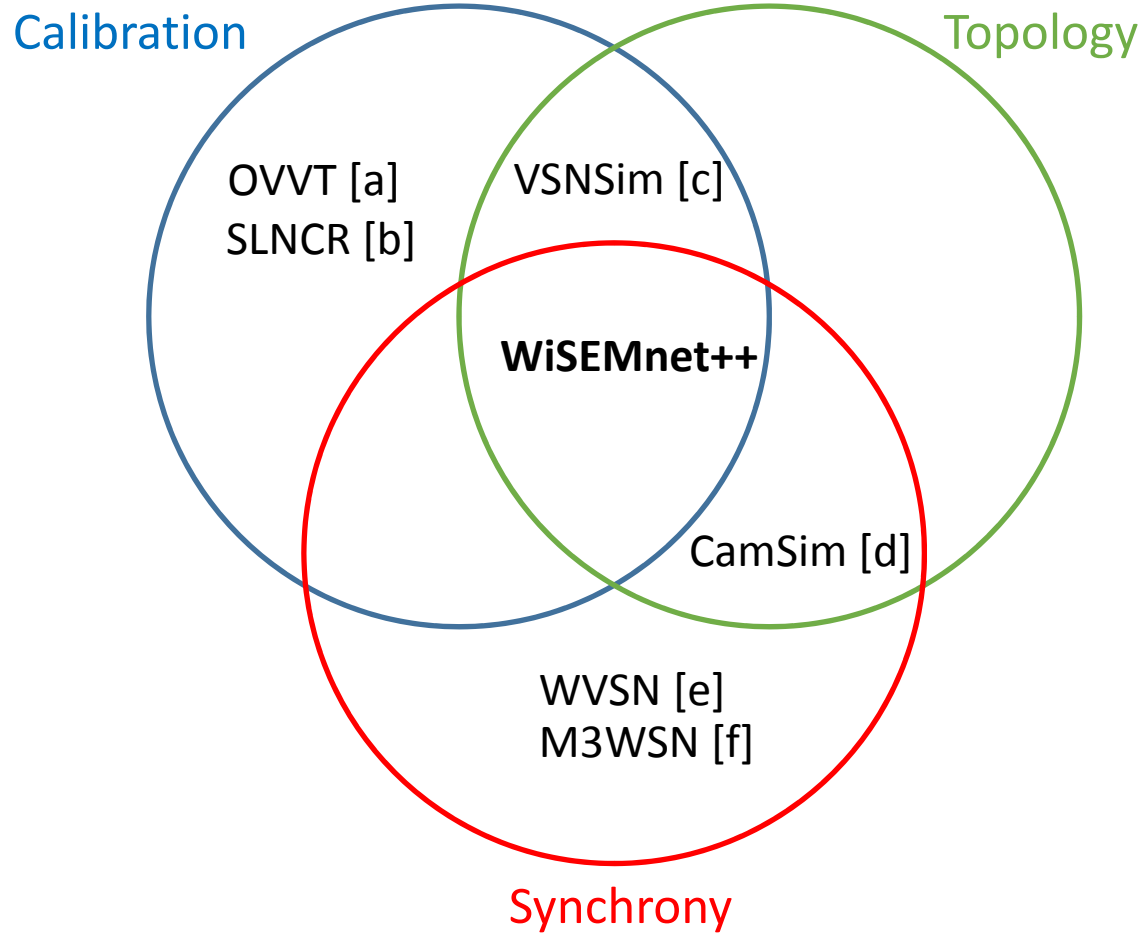 Calibration
Topology
OVVT [a]
SLNCR [b]
VSNSim [c]
WiSEMnet++
CamSim [d]
WVSN [e]
M3WSN [f]
Synchrony